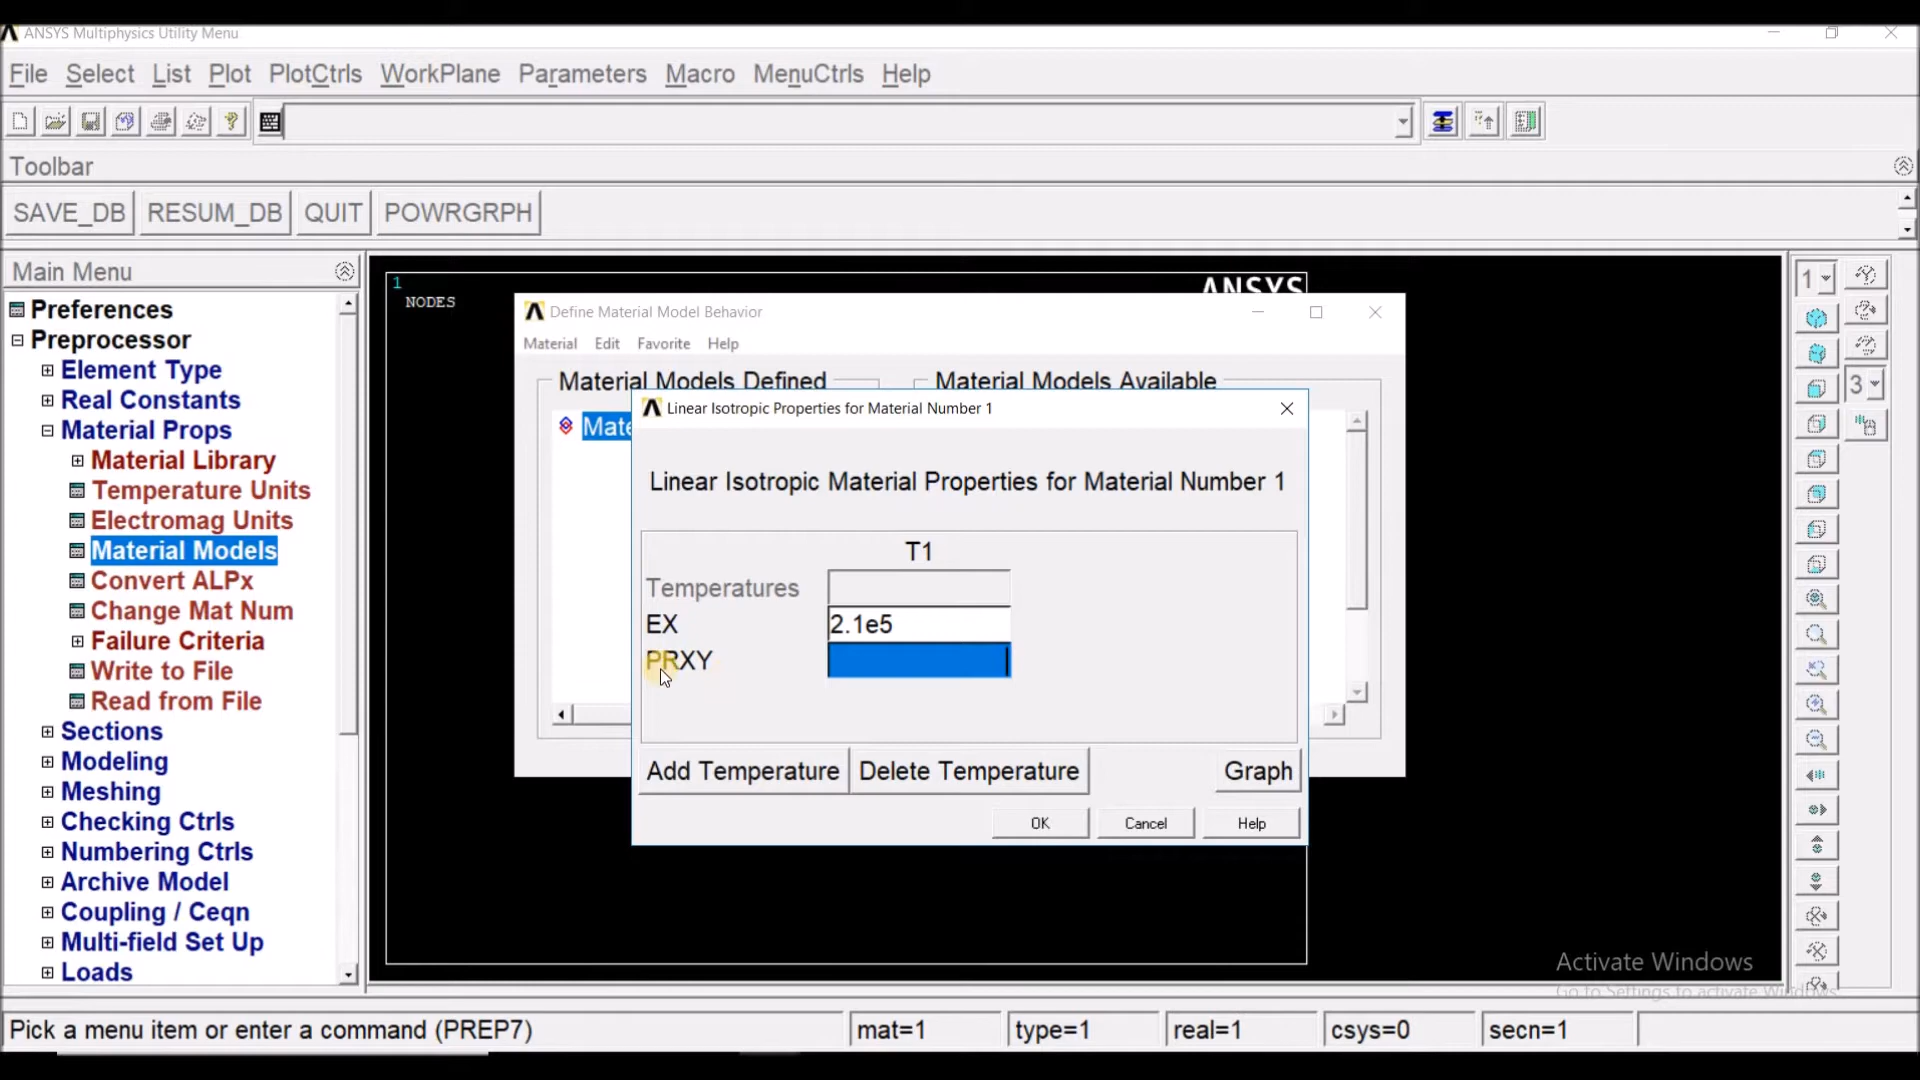 ANSYS Multiphysics Utility Menu
File Select List Plot PlotCtrls WorkPlane Parameters Macro MenuCtrls Help
Toolbar
SAVE_DB RESUM_DB QUIT POWRGRPH
Main Menu
Preferences
Preprocessor
Element Type
Real Constants
Material Props
Material Library
Temperature Units
Electromag Units
Material Models
Convert ALPx
Change Mat Num
Failure Criteria
Write to File
Read from File
Sections
Modeling
Meshing
Checking Ctrls
Numbering Ctrls
Archive Model
Coupling / Ceqn
Multi-field Set Up
Loads
1
NODES
ANSYS
Define Material Model Behavior
Material Edit Favorite Help
Material Models Defined Material Models Available
Mate
Linear Isotropic Properties for Material Number 1
Linear Isotropic Material Properties for Material Number 1
T1
Temperatures
EX 2.1e5
PRXY
Add Temperature Delete Temperature Graph
OK Cancel Help
1
3
Activate Windows
Go to Settings to activate Windows.
Pick a menu item or enter a command (PREP7) mat=1 type=1 real=1 csys=0 secn=1